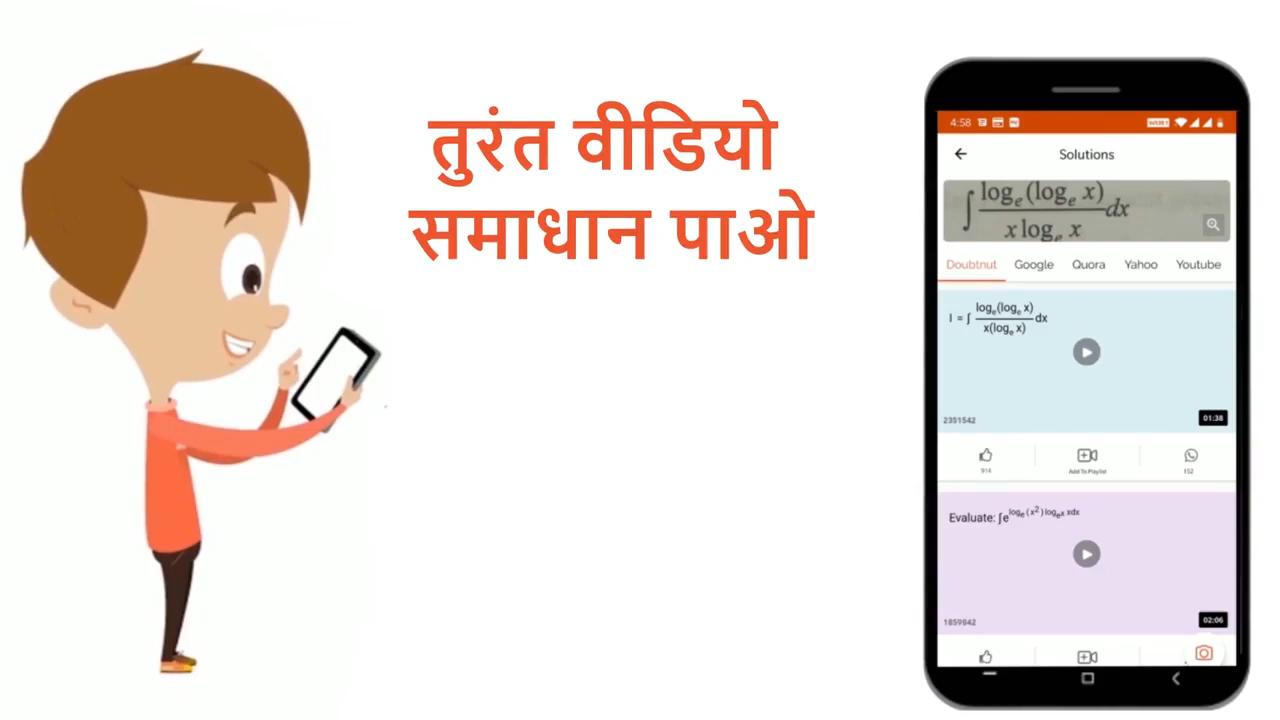 तुरंत वीडियो
समाधान पाओ
4:58
Solutions
∫ logₑ(logₑ x) / x logₑ x dx
Doubtnut Google Quora Yahoo Youtube
I = ∫ logₑ(logₑ x) / x(logₑ x) dx
2351542 01:38
914 Add To Playlist 152
Evaluate: ∫e^logₑ(x²)logₑx xdx
1859842 02:06